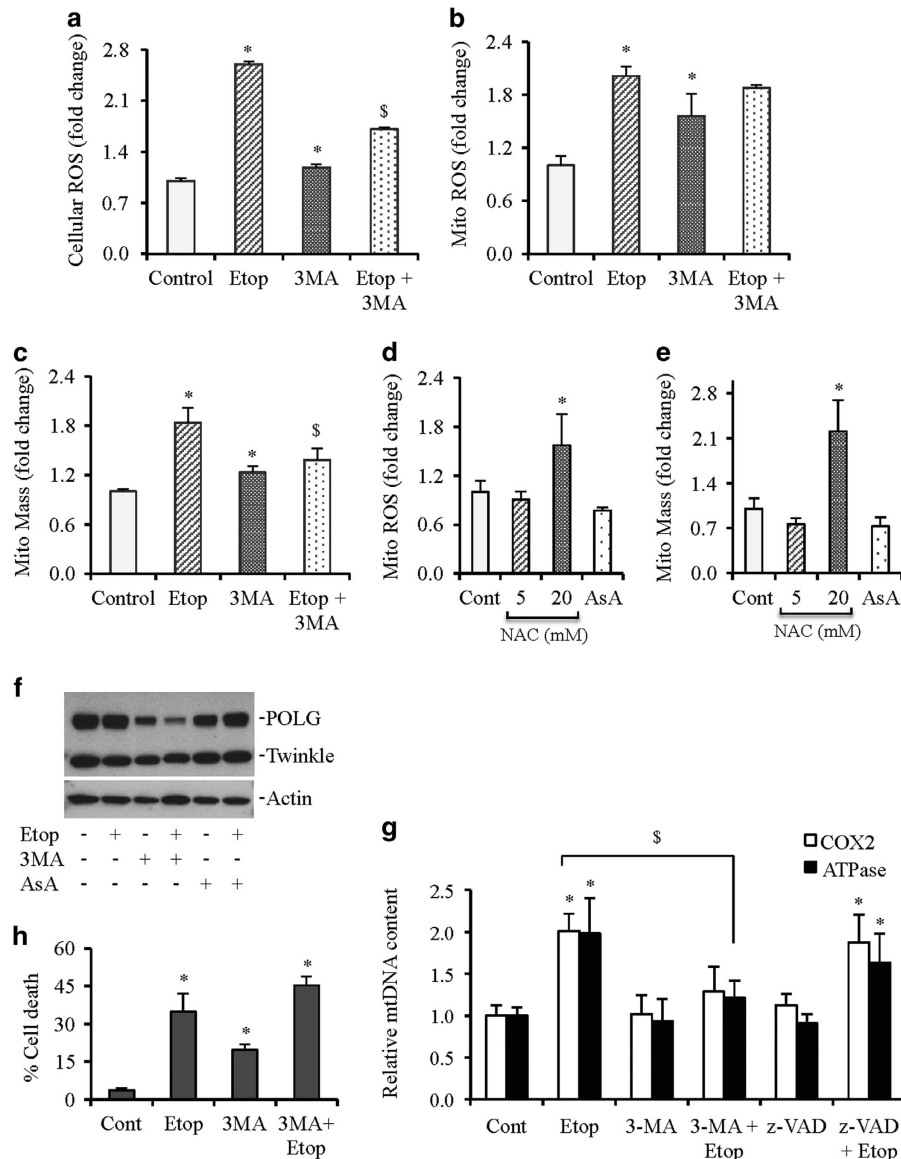 a
Cellular ROS (fold change)
2.8
2.1
1.4
0.7
0.0
*
*
$
Control Etop 3MA Etop +
3MA
b
Mito ROS (fold change)
2.4
1.8
1.2
0.6
0.0
*
*
Control Etop 3MA Etop +
3MA
c
Mito Mass (fold change)
2.4
1.8
1.2
0.6
0.0
*
*
$
Control Etop 3MA Etop +
3MA
d
Mito ROS (fold change)
2.4
1.8
1.2
0.6
0.0
*
Cont 5 20 AsA
NAC (mM)
e
Mito Mass (fold change)
2.8
2.1
1.4
0.7
0.0
*
Cont 5 20 AsA
NAC (mM)
f
-POLG
-Twinkle
-Actin
Etop - + - + - +
3MA - - + + - -
AsA - - - - + +
g
Relative mtDNA content
2.5
2.0
1.5
1.0
0.5
0.0
$
COX2
ATPase
* *
* *
Cont Etop 3-MA 3-MA + z-VAD z-VAD
Etop + Etop
h
% Cell death
60
45
30
15
0
*
*
*
Cont Etop 3MA 3MA+
Etop